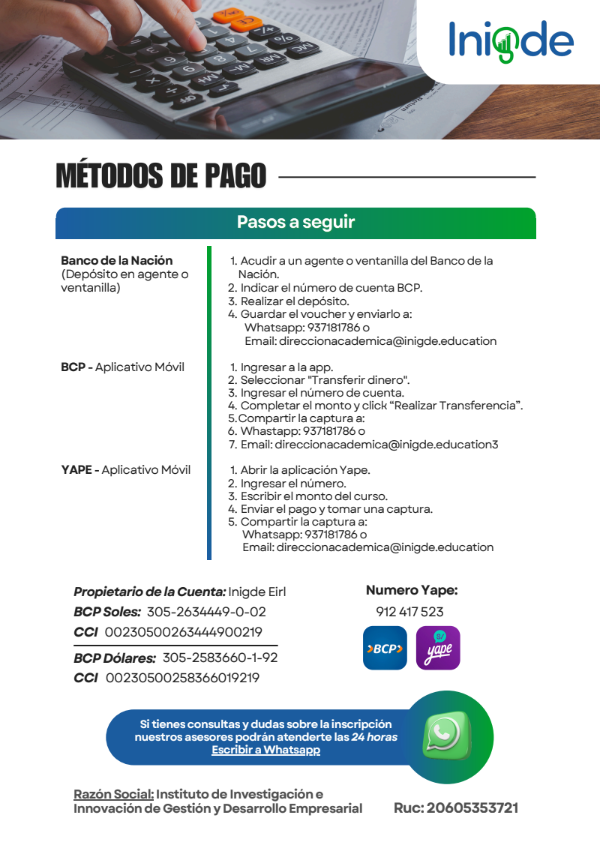 Inigde
MÉTODOS DE PAGO
Pasos a seguir
Banco de la Nación
(Depósito en agente o
ventanilla)
1. Acudir a un agente o ventanilla del Banco de la
Nación.
2. Indicar el número de cuenta BCP.
3. Realizar el depósito.
4. Guardar el voucher y enviarlo a:
Whatsapp: 937181786 o
Email: direccionacademica@inigde.education
BCP - Aplicativo Móvil
1. Ingresar a la app.
2. Seleccionar "Transferir dinero".
3. Ingresar el número de cuenta.
4. Completar el monto y click “Realizar Transferencia”.
5. Compartir la captura a:
6. Whastapp: 937181786 o
7. Email: direccionacademica@inigde.education3
YAPE - Aplicativo Móvil
1. Abrir la aplicación Yape.
2. Ingresar el número.
3. Escribir el monto del curso.
4. Enviar el pago y tomar una captura.
5. Compartir la captura a:
Whatsapp: 937181786 o
Email: direccionacademica@inigde.education
Propietario de la Cuenta: Inigde Eirl
BCP Soles: 305-2634449-0-02
CCI 00230500263444900219
BCP Dólares: 305-2583660-1-92
CCI 00230500258366019219
Numero Yape:
912 417 523
BCP
S/
yape
Si tienes consultas y dudas sobre la inscripción
nuestros asesores podrán atenderte las 24 horas
Escribir a Whatsapp
Razón Social: Instituto de Investigación e
Innovación de Gestión y Desarrollo Empresarial
Ruc: 20605353721